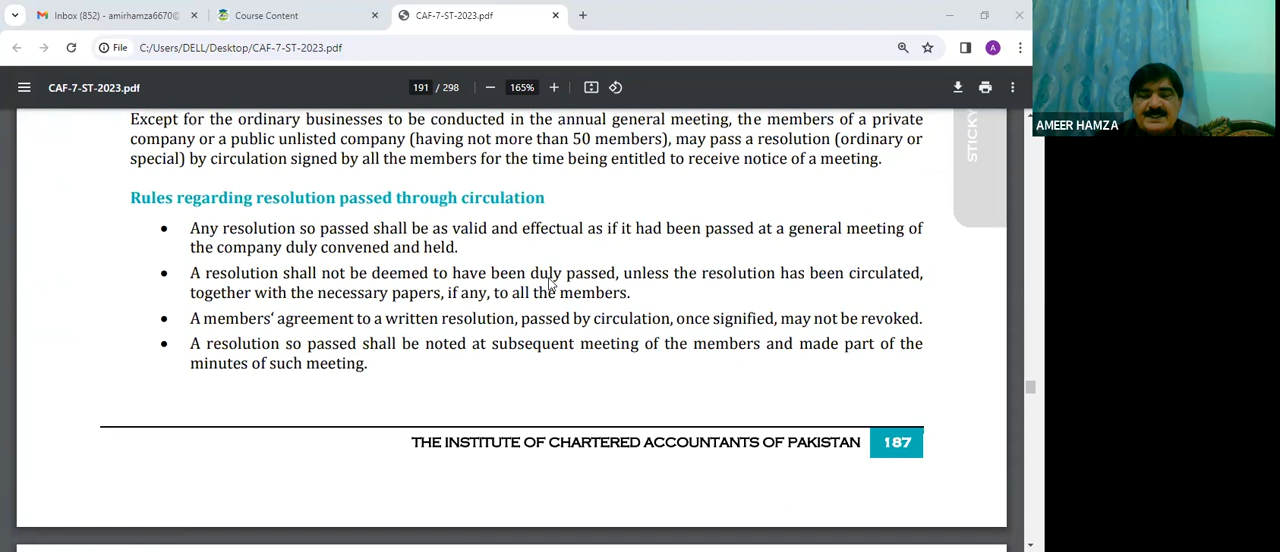 Inbox (852) - amirhamza6670@
Course Content
CAF-7-ST-2023.pdf
File
C:/Users/DELL/Desktop/CAF-7-ST-2023.pdf
A
CAF-7-ST-2023.pdf
191 / 298
165%
AMEER HAMZA
Except for the ordinary businesses to be conducted in the annual general meeting, the members of a private
company or a public unlisted company (having not more than 50 members), may pass a resolution (ordinary or
special) by circulation signed by all the members for the time being entitled to receive notice of a meeting.
STICKY
Rules regarding resolution passed through circulation
• Any resolution so passed shall be as valid and effectual as if it had been passed at a general meeting of
the company duly convened and held.
• A resolution shall not be deemed to have been duly passed, unless the resolution has been circulated,
together with the necessary papers, if any, to all the members.
• A members‘ agreement to a written resolution, passed by circulation, once signified, may not be revoked.
• A resolution so passed shall be noted at subsequent meeting of the members and made part of the
minutes of such meeting.
THE INSTITUTE OF CHARTERED ACCOUNTANTS OF PAKISTAN
187